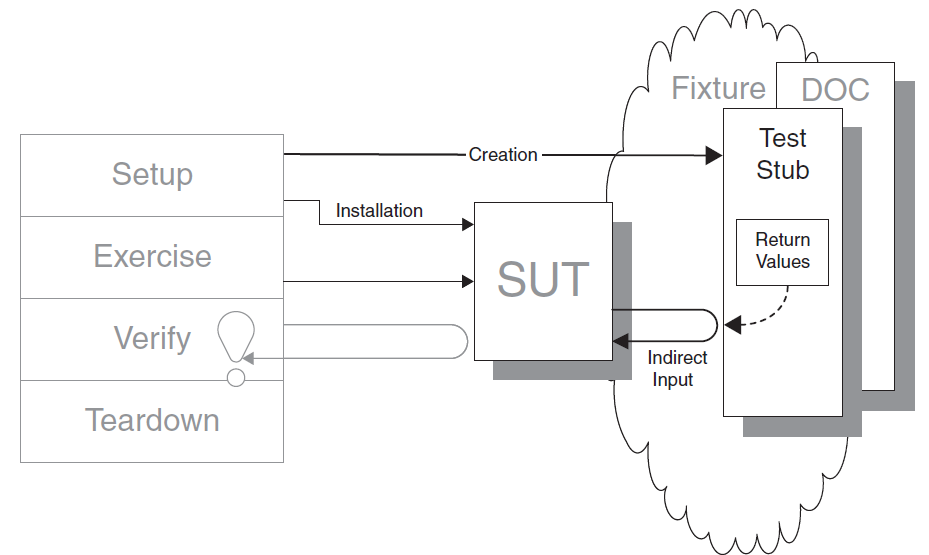 Fixture
DOC
Test
Stub
Creation
Setup
Installation
Return
Values
Exercise
SUT
Verify
Indirect
Input
Teardown